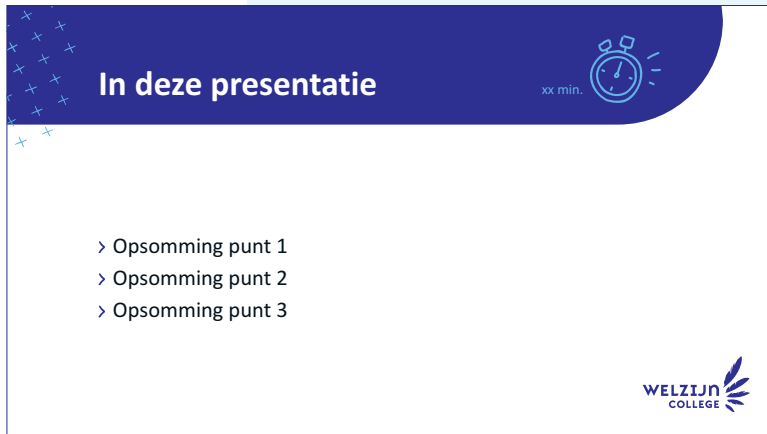 In deze presentatie
xx min.
Opsomming punt 1
Opsomming punt 2
Opsomming punt 3
WELZIJN
COLLEGE